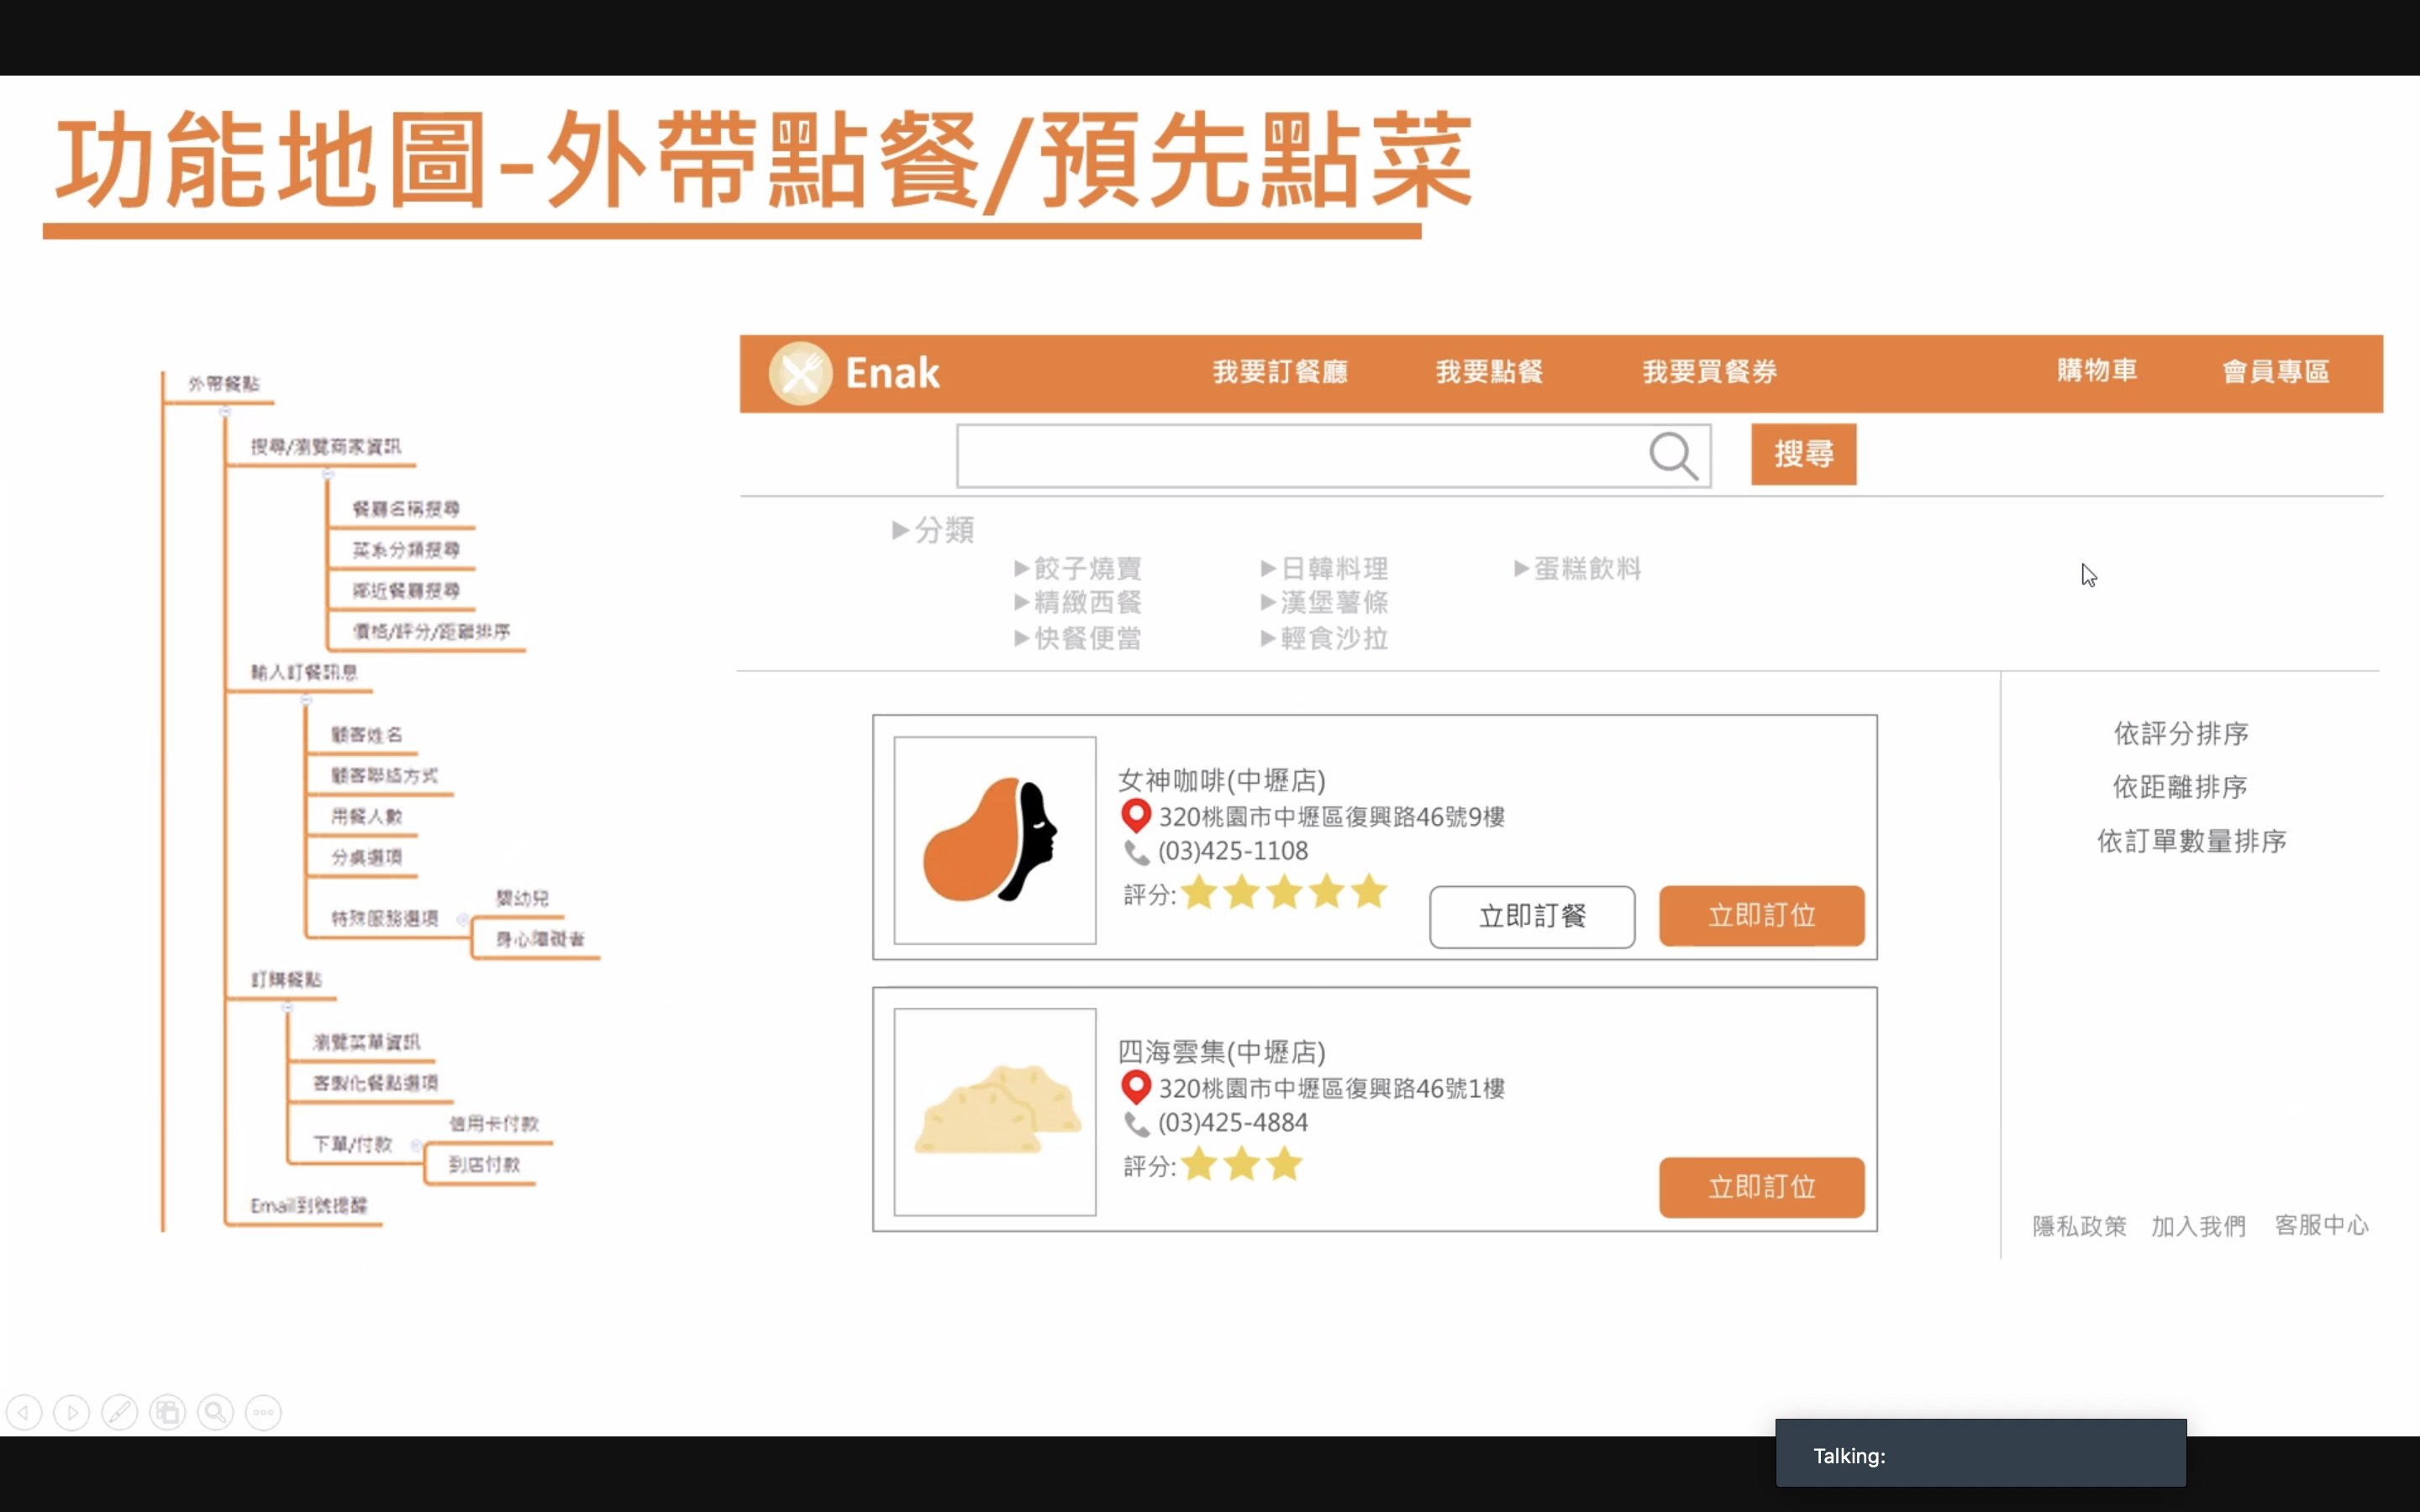 功能地圖-外帶點餐/預先點菜
外帶餐點
搜尋/瀏覽商家資訊
餐廳名稱搜尋
菜系分類搜尋
鄰近餐廳搜尋
價格/評分/距離排序
輸入訂餐訊息
顧客姓名
顧客聯絡方式
用餐人數
分桌選項
特殊服務選項
嬰幼兒
身心障礙者
訂購餐點
瀏覽菜單資訊
客製化餐點選項
下單/付款
信用卡付款
到店付款
Email到號提醒
Enak 我要訂餐廳 我要點餐 我要買餐券 購物車 會員專區
搜尋
▶分類
▶餃子燒賣 ▶日韓料理 ▶蛋糕飲料
▶精緻西餐 ▶漢堡薯條
▶快餐便當 ▶輕食沙拉
女神咖啡(中壢店)
320桃園市中壢區復興路46號9樓
(03)425-1108
評分:
立即訂餐 立即訂位
四海雲集(中壢店)
320桃園市中壢區復興路46號1樓
(03)425-4884
評分:
立即訂位
依評分排序
依距離排序
依訂單數量排序
隱私政策 加入我們 客服中心
Talking: